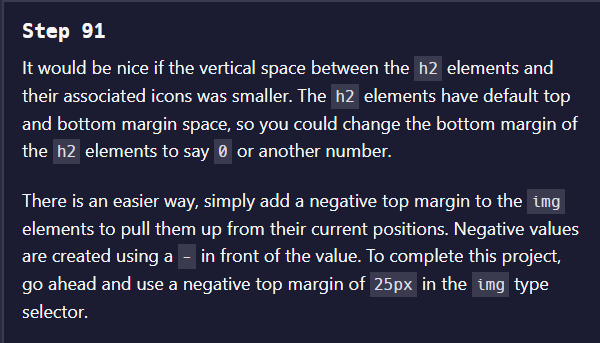 Step 91
It would be nice if the vertical space between the h2 elements and
their associated icons was smaller. The h2 elements have default top
and bottom margin space, so you could change the bottom margin of
the h2 elements to say 0 or another number.
There is an easier way, simply add a negative top margin to the img
elements to pull them up from their current positions. Negative values
are created using a - in front of the value. To complete this project,
go ahead and use a negative top margin of 25px in the img type
selector.